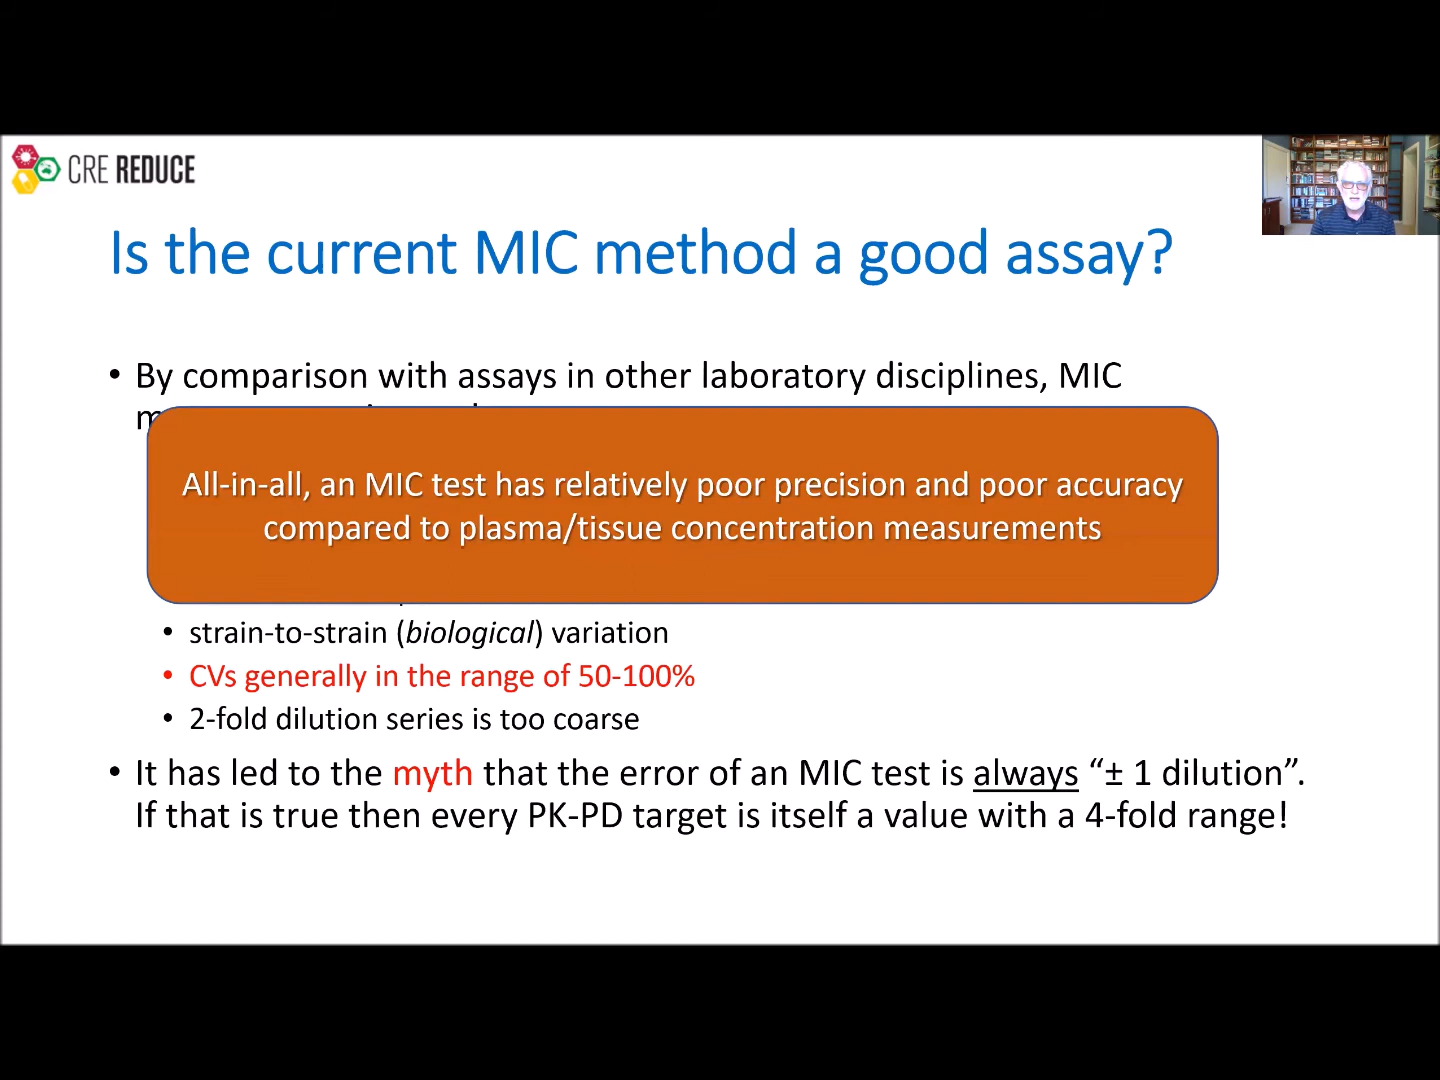 CRE REDUCE
Is the current MIC method a good assay?
• By comparison with assays in other laboratory disciplines, MIC
All-in-all, an MIC test has relatively poor precision and poor accuracy
compared to plasma/tissue concentration measurements
• strain-to-strain (biological) variation
• CVs generally in the range of 50-100%
• 2-fold dilution series is too coarse
• It has led to the myth that the error of an MIC test is always “± 1 dilution”.
If that is true then every PK-PD target is itself a value with a 4-fold range!